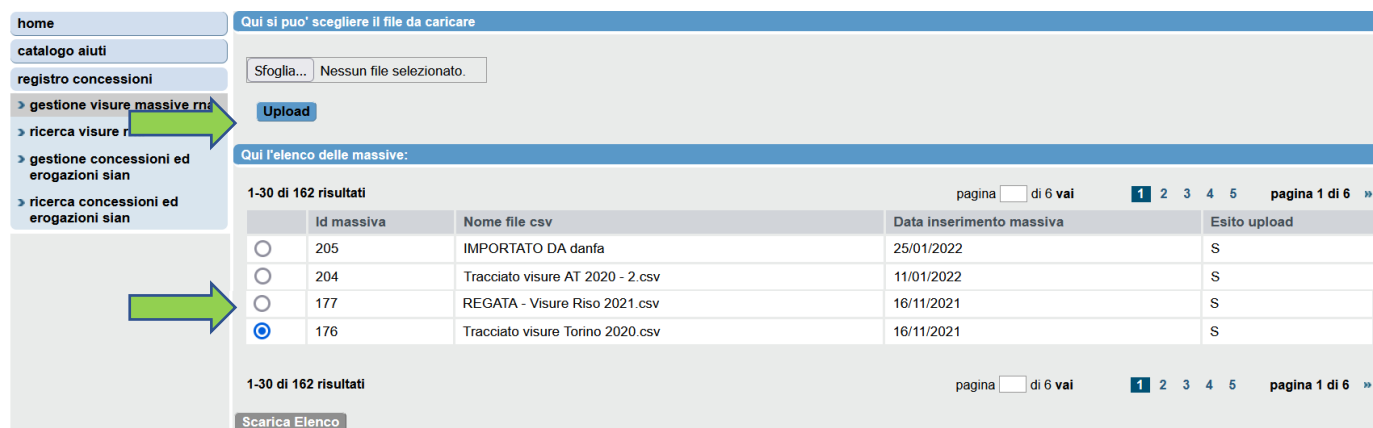 home
catalogo aiuti
registro concessioni
gestione visure massive rna
ricerca visure
gestione concessioni ed
erogazioni sian
ricerca concessioni ed
erogazioni sian
Qui si puo' scegliere il file da caricare
Sfoglia... Nessun file selezionato.
Upload
Qui l'elenco delle massive:
1-30 di 162 risultati pagina di 6 vai 1 2 3 4 5 pagina 1 di 6 »
Id massiva Nome file csv Data inserimento massiva Esito upload
205 IMPORTATO DA danfa 25/01/2022 S
204 Tracciato visure AT 2020 - 2.csv 11/01/2022 S
177 REGATA - Visure Riso 2021.csv 16/11/2021 S
176 Tracciato visure Torino 2020.csv 16/11/2021 S
1-30 di 162 risultati pagina di 6 vai 1 2 3 4 5 pagina 1 di 6 »
Scarica Elenco